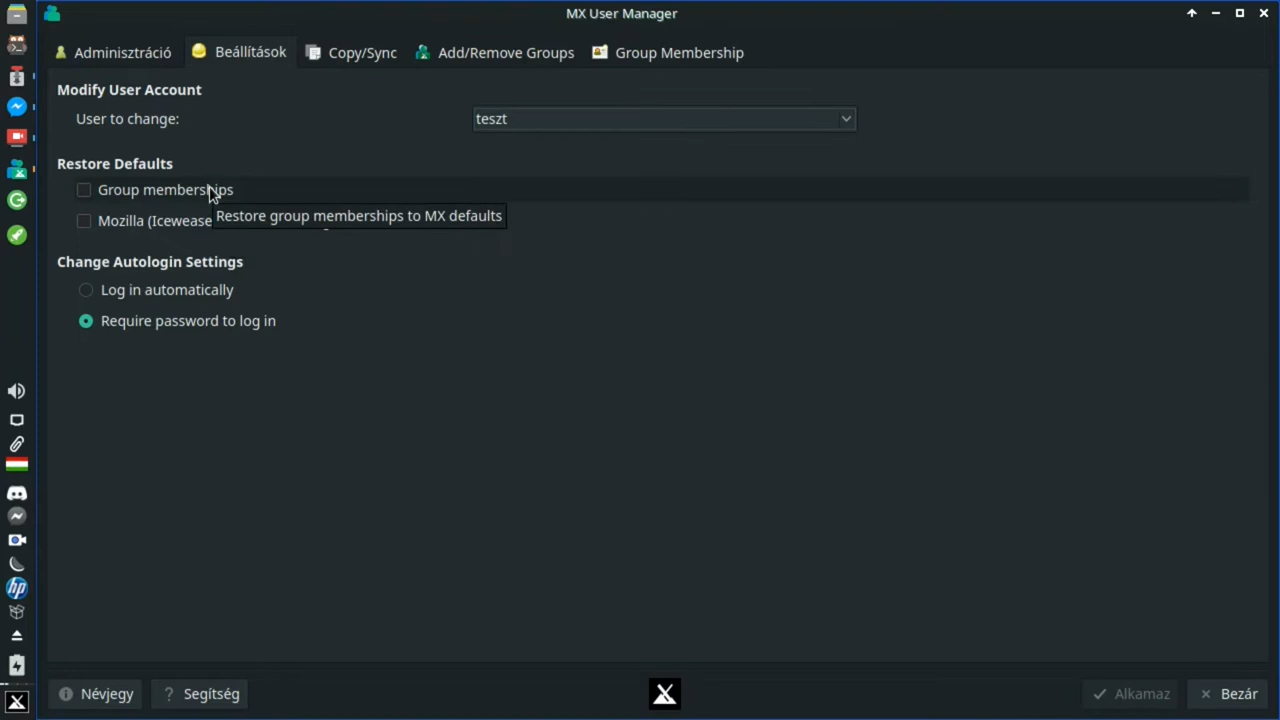 MX User Manager
Adminisztráció Beállítások Copy/Sync Add/Remove Groups Group Membership
Modify User Account
User to change: teszt
Restore Defaults
Group memberships
Restore group memberships to MX defaults
Mozilla
Change Autologin Settings
Log in automatically
Require password to log in
hp
Névjegy ? Segítség Alkamaz Bezár